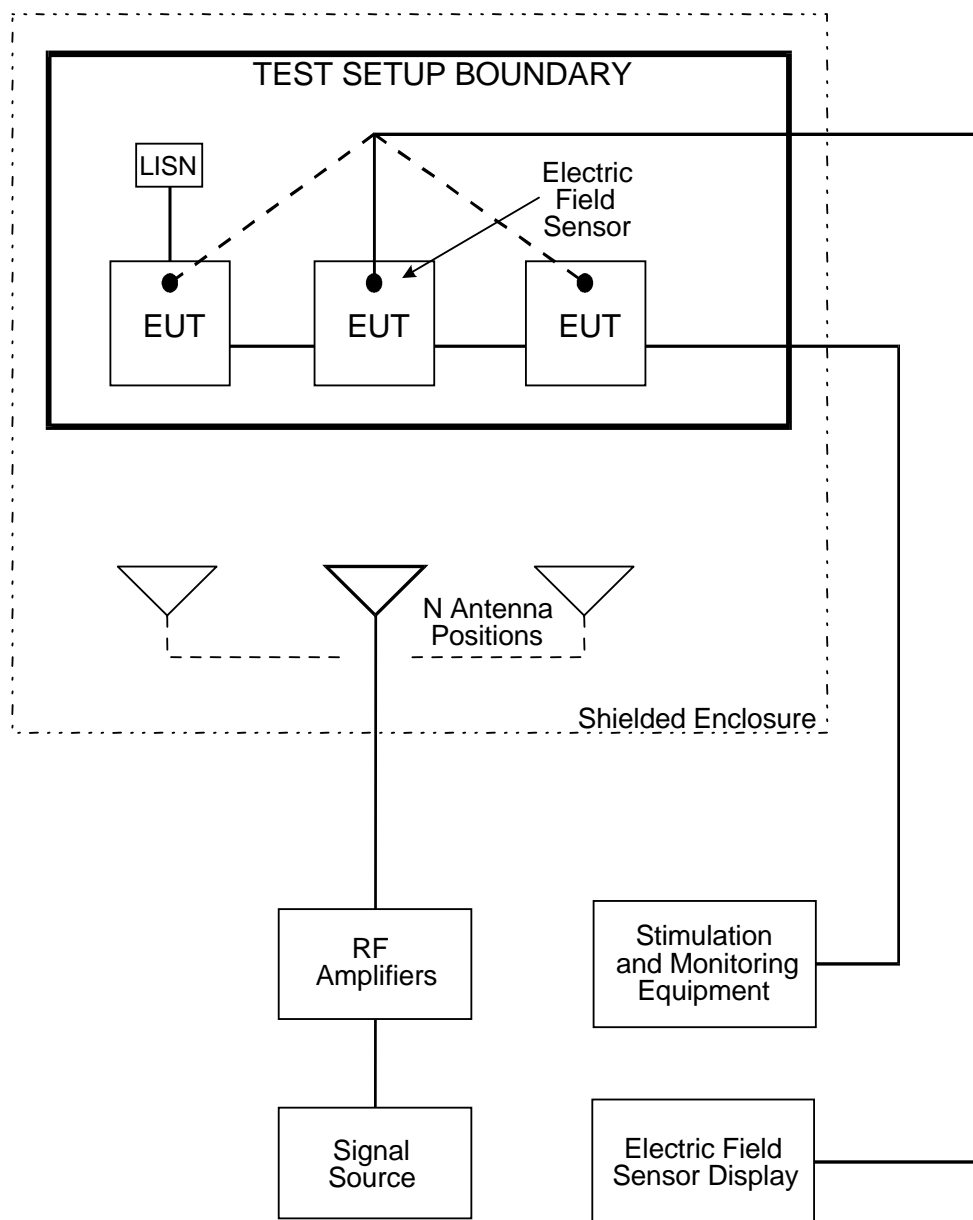 TEST SETUP BOUNDARY
LISN
Electric
Field
Sensor
EUT
EUT
EUT
N Antenna
Positions
Shielded Enclosure
RF
Amplifiers
Stimulation
and Monitoring
Equipment
Signal
Source
Electric Field
Sensor Display